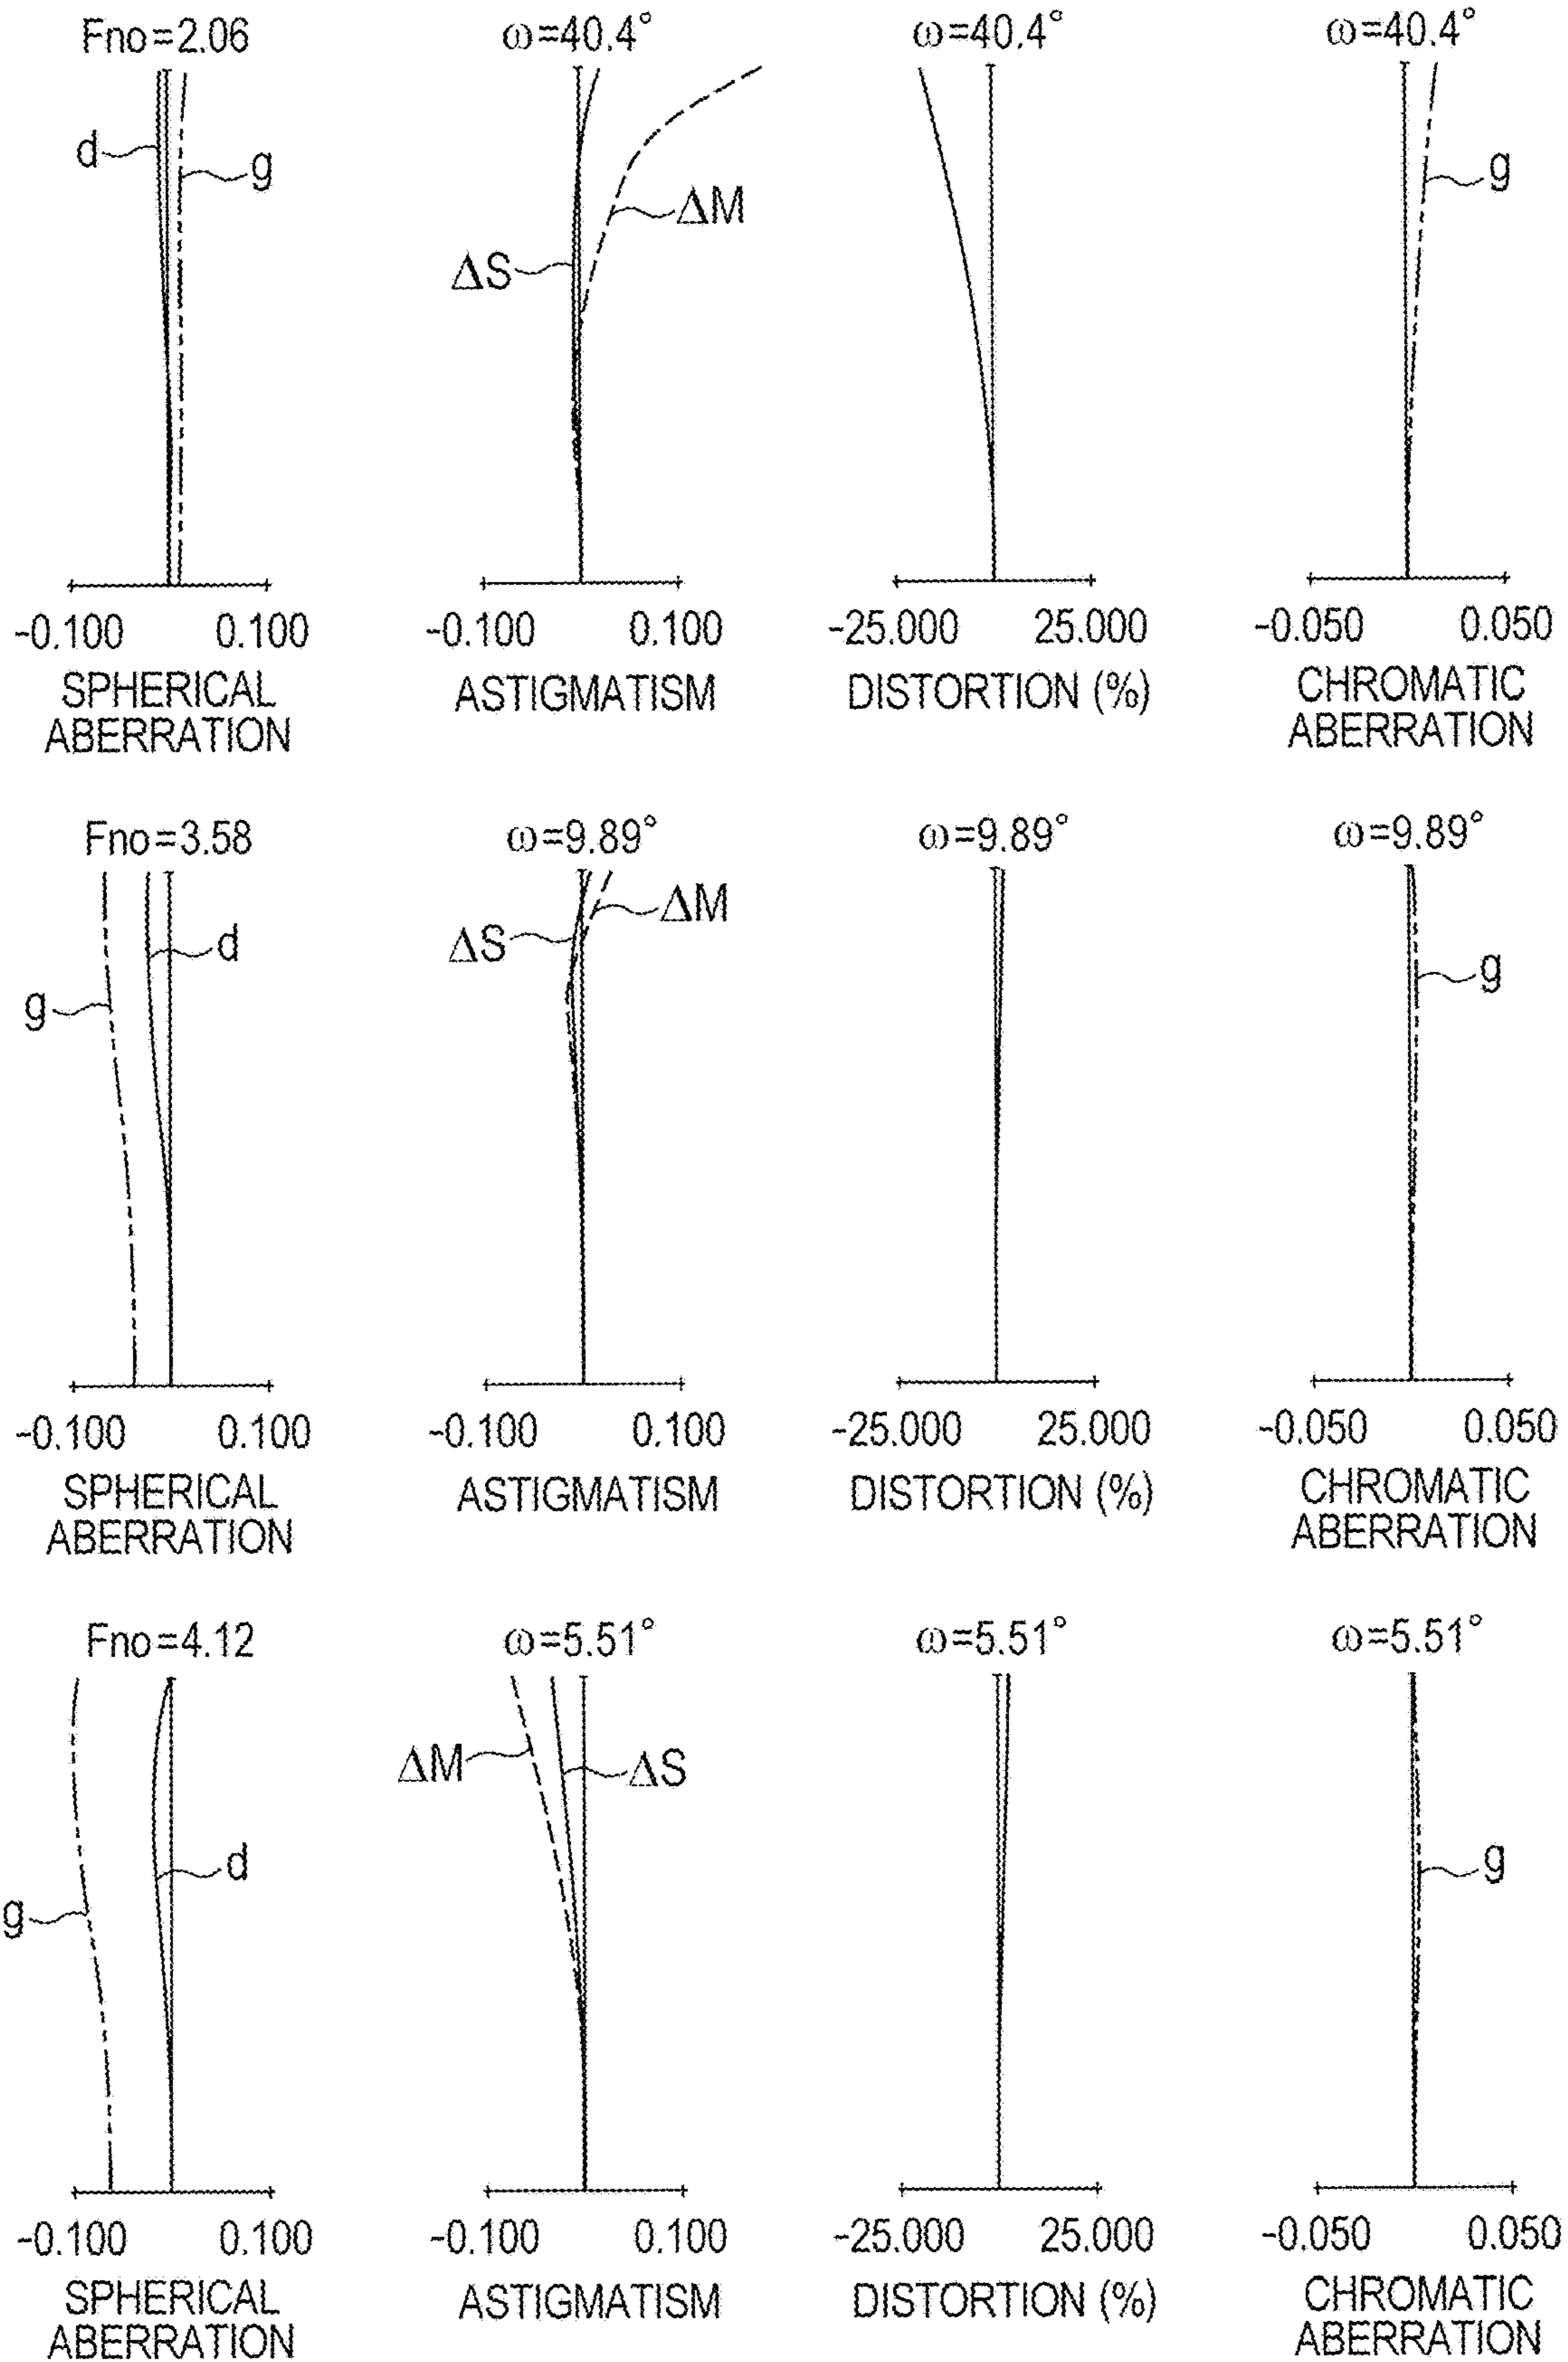 Fno=2.06
ω=40.4°
ω=40.4°
ω=40.4°
d
g
ΔM
ΔS
g
-0.100 0.100
-0.100 0.100
-25.000 25.000
-0.050 0.050
SPHERICAL
ABERRATION
ASTIGMATISM
DISTORTION (%)
CHROMATIC
ABERRATION
Fno=3.58
ω=9.89°
ω=9.89°
ω=9.89°
g
d
ΔS
ΔM
g
-0.100 0.100
-0.100 0.100
-25.000 25.000
-0.050 0.050
SPHERICAL
ABERRATION
ASTIGMATISM
DISTORTION (%)
CHROMATIC
ABERRATION
Fno=4.12
ω=5.51°
ω=5.51°
ω=5.51°
g
d
ΔM
ΔS
g
-0.100 0.100
-0.100 0.100
-25.000 25.000
-0.050 0.050
SPHERICAL
ABERRATION
ASTIGMATISM
DISTORTION (%)
CHROMATIC
ABERRATION